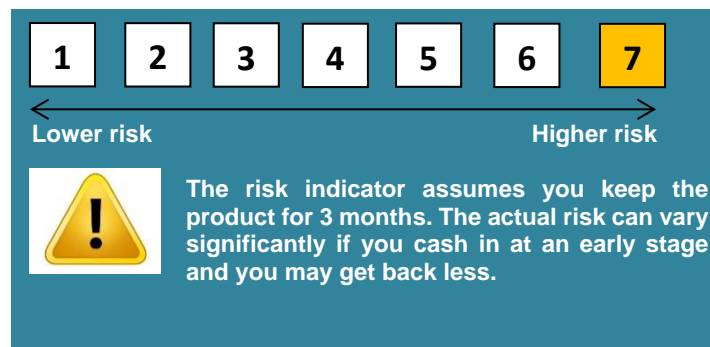 1 2 3 4 5 6 7
Lower risk Higher risk
The risk indicator assumes you keep the
product for 3 months. The actual risk can vary
significantly if you cash in at an early stage
and you may get back less.